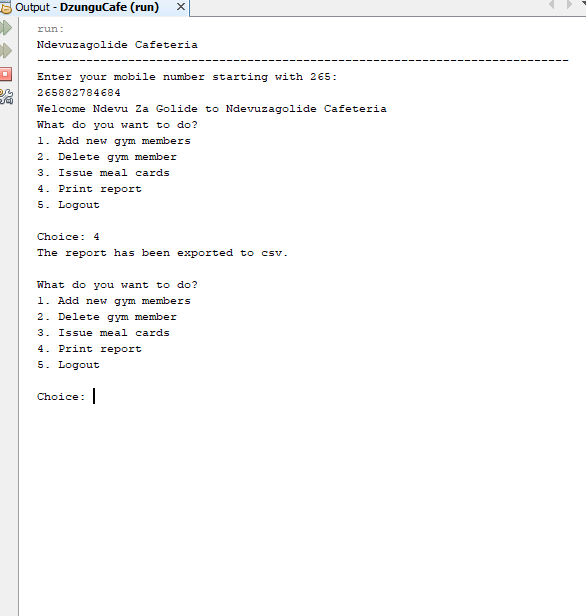 Output - DzunguCafe (run)
run:
Ndevuzagolide Cafeteria
-----------------------------------------------------------------------------
Enter your mobile number starting with 265:
265882784684
Welcome Ndevu Za Golide to Ndevuzagolide Cafeteria
What do you want to do?
1. Add new gym members
2. Delete gym member
3. Issue meal cards
4. Print report
5. Logout
Choice: 4
The report has been exported to csv.
What do you want to do?
1. Add new gym members
2. Delete gym member
3. Issue meal cards
4. Print report
5. Logout
Choice: